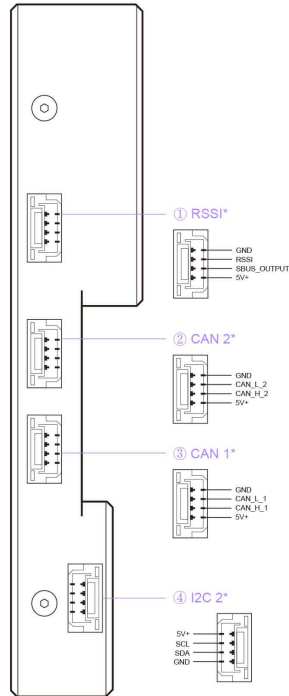 ① RSSI*
GND
RSSI
SBUS_OUTPUT
5V+
② CAN 2*
GND
CAN_L_2
CAN_H_2
5V+
③ CAN 1*
GND
CAN_L_1
CAN_H_1
5V+
④ I2C 2*
5V+
SCL
SDA
GND